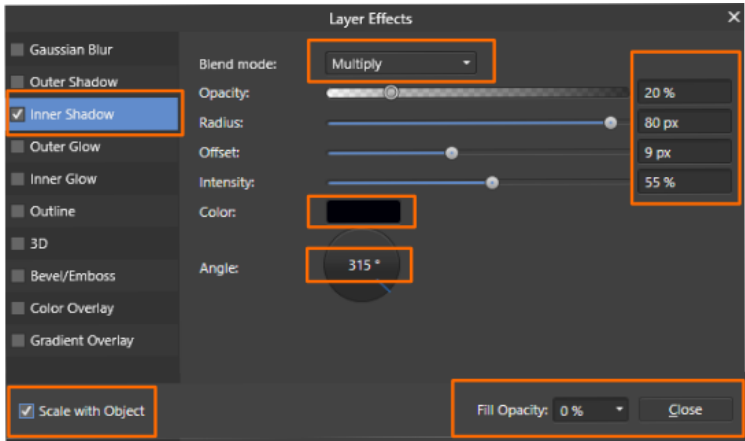 Layer Effects
Gaussian Blur
Outer Shadow
Inner Shadow
Outer Glow
Inner Glow
Outline
3D
Bevel/Emboss
Color Overlay
Gradient Overlay
Blend mode: Multiply
Opacity: 20 %
Radius: 80 px
Offset: 9 px
Intensity: 55 %
Color:
Angle: 315 °
Scale with Object
Fill Opacity: 0 % Close